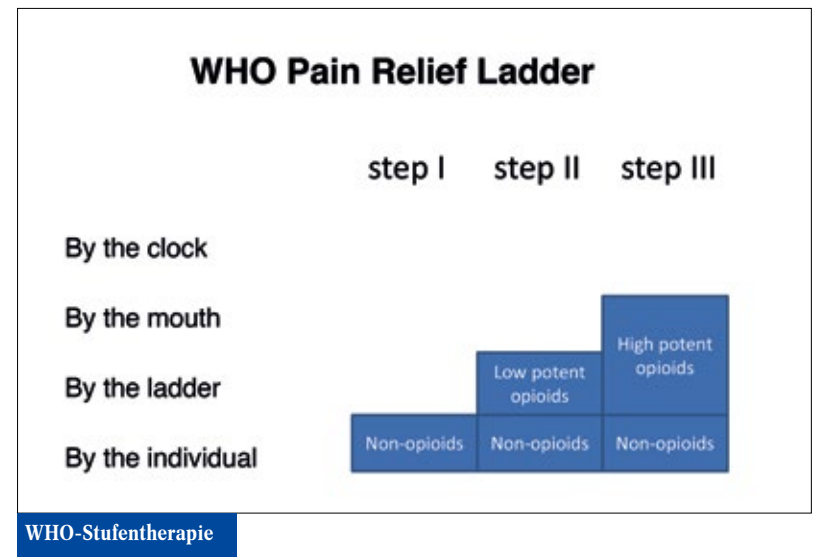 WHO Pain Relief Ladder
step I step II step III
By the clock
By the mouth
By the ladder
By the individual
High potent
opioids
Low potent
opioids
Non-opioids Non-opioids Non-opioids
WHO-Stufentherapie